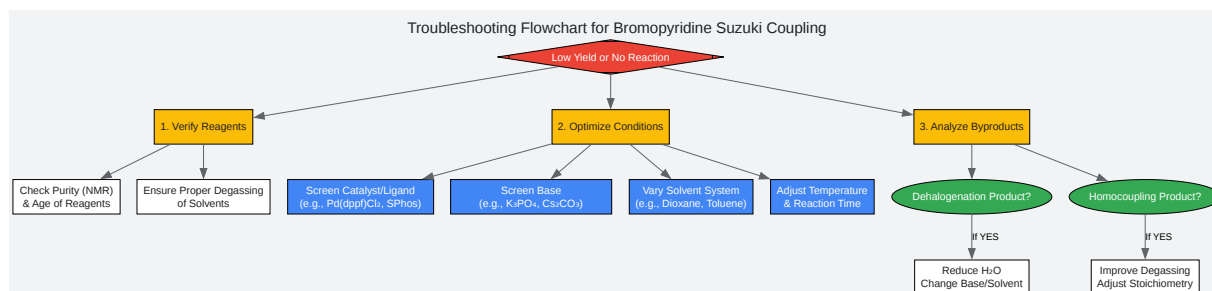 Troubleshooting Flowchart for Bromopyridine Suzuki Coupling
Low Yield or No Reaction
1. Verify Reagents
2. Optimize Conditions
3. Analyze Byproducts
Check Purity (NMR)
& Age of Reagents
Ensure Proper Degassing
of Solvents
Screen Catalyst/Ligand
(e.g., Pd(dppf)Cl₂, SPhos)
Screen Base
(e.g., K₃PO₄, Cs₂CO₃)
Vary Solvent System
(e.g., Dioxane, Toluene)
Adjust Temperature
& Reaction Time
Dehalogenation Product?
Homocoupling Product?
If YES
If YES
Reduce H₂O
Change Base/Solvent
Improve Degassing
Adjust Stoichiometry